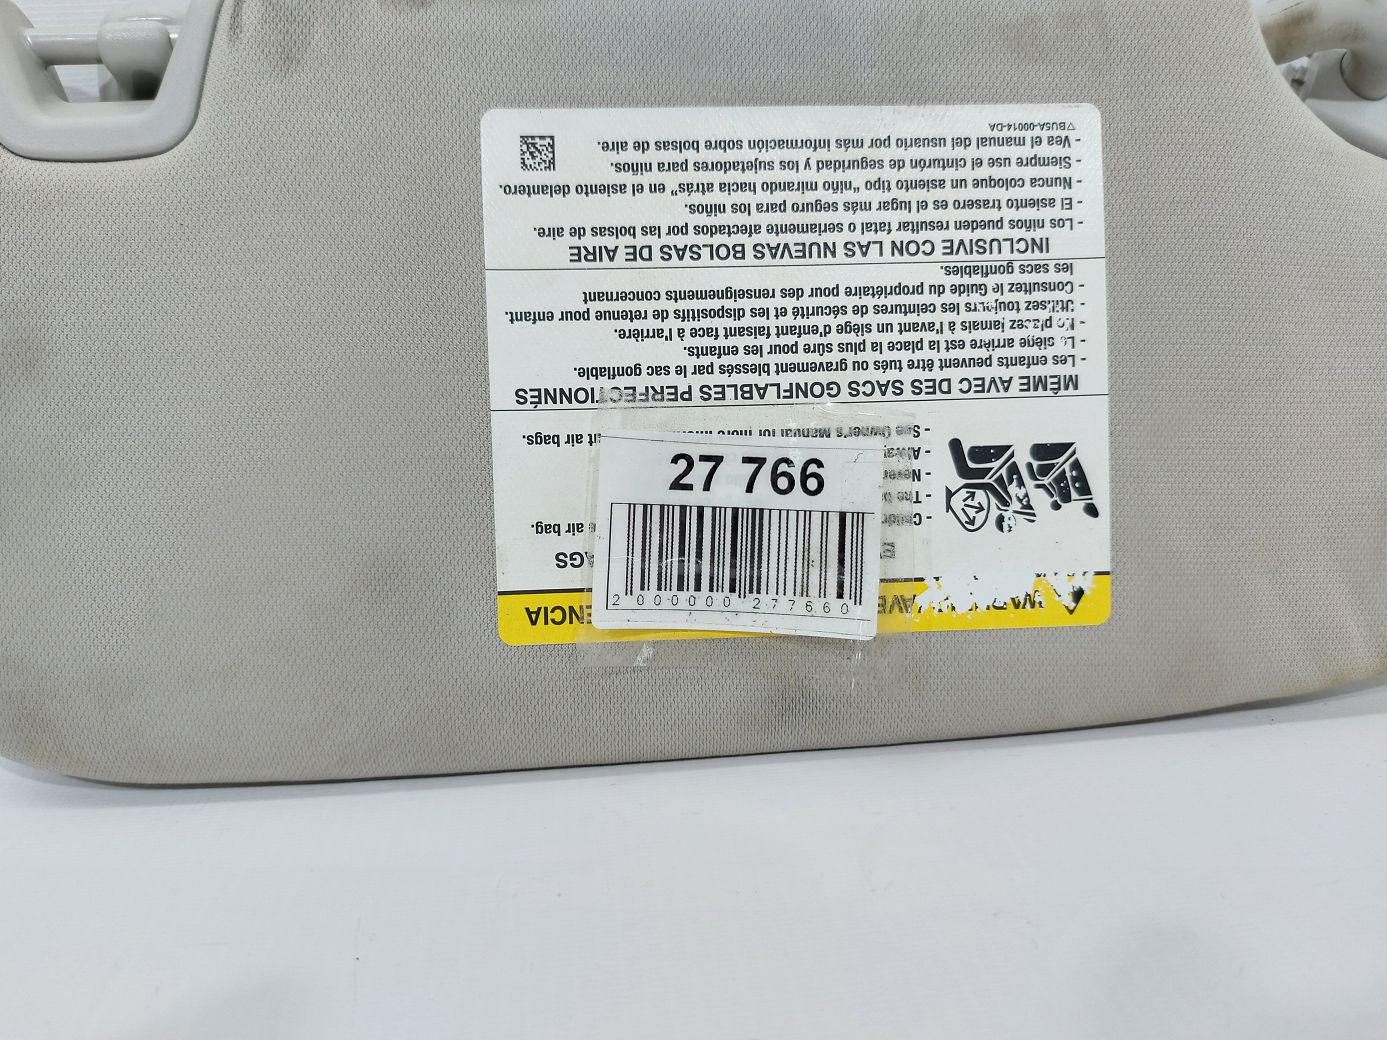 27 766
2 000000 277660
air bag.
- Never
- See Owner's Manual for more air bags.
MÊME AVEC DES SACS GONFLABLES PERFECTIONNÉS
- Les enfants peuvent être tués ou gravement blessés par le sac gonflable.
- Le siège arrière est la place la plus sûre pour les enfants.
- Ne placez jamais à l'avant un siège d'enfant faisant face à l'arrière.
- Utilisez toujours les ceintures de sécurité et les dispositifs de retenue pour enfant.
- Consultez le Guide du propriétaire pour des renseignements concernant
les sacs gonflables.
INCLUSIVE CON LAS NUEVAS BOLSAS DE AIRE
- Los niños pueden resultar fatal o seriamente afectados por las bolsas de aire.
- El asiento trasero es el lugar más seguro para los niños.
- Nunca coloque un asiento tipo "niño mirando hacia atrás" en el asiento delantero.
- Siempre use el cinturón de seguridad y los sujetadores para niños.
- Vea el manual del usuario por más información sobre bolsas de aire.
▽BU5A-00014-DA